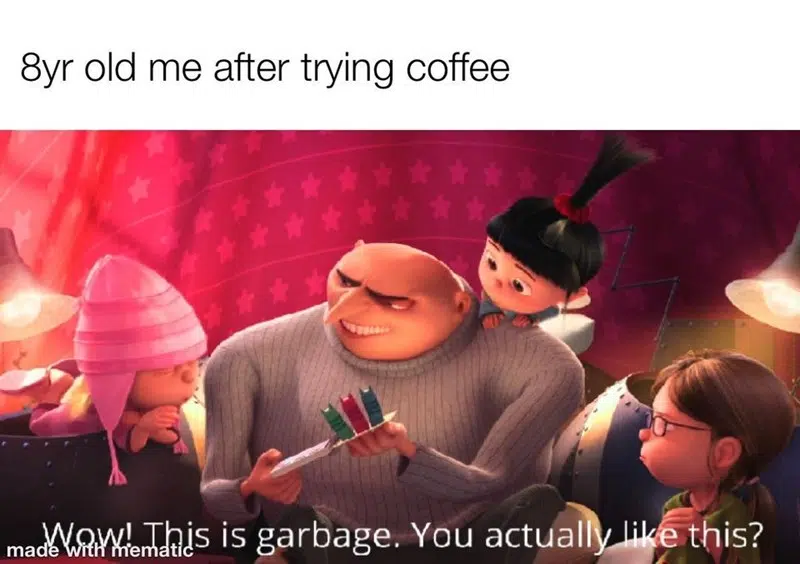 8yr old me after trying coffee
Wow! This is garbage. You actually like this?
made with mematic